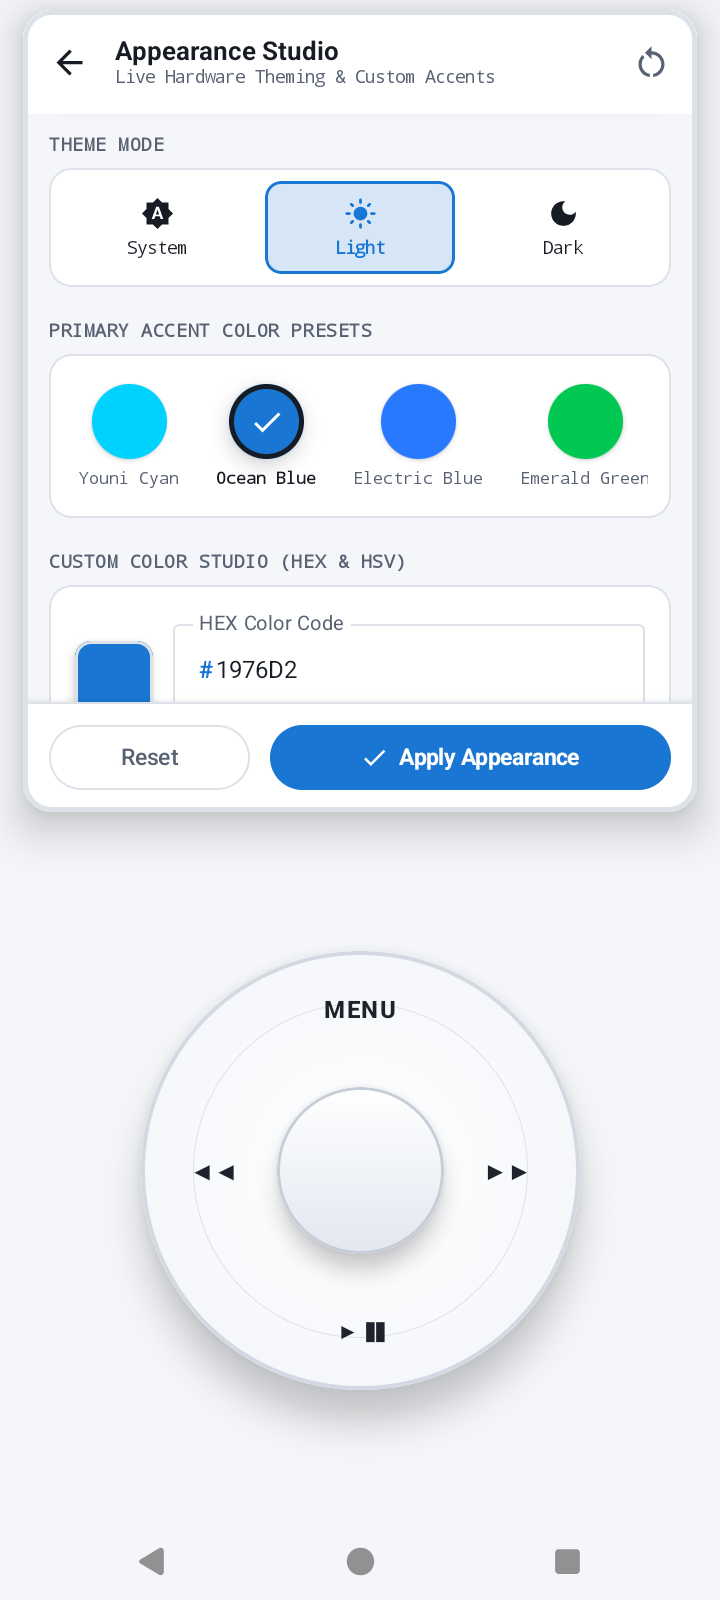 Appearance Studio
Live Hardware Theming & Custom Accents
THEME MODE
A
System
Light
Dark
PRIMARY ACCENT COLOR PRESETS
Youni Cyan
Ocean Blue
Electric Blue
Emerald Green
CUSTOM COLOR STUDIO (HEX & HSV)
HEX Color Code
#1976D2
Reset
Apply Appearance
MENU